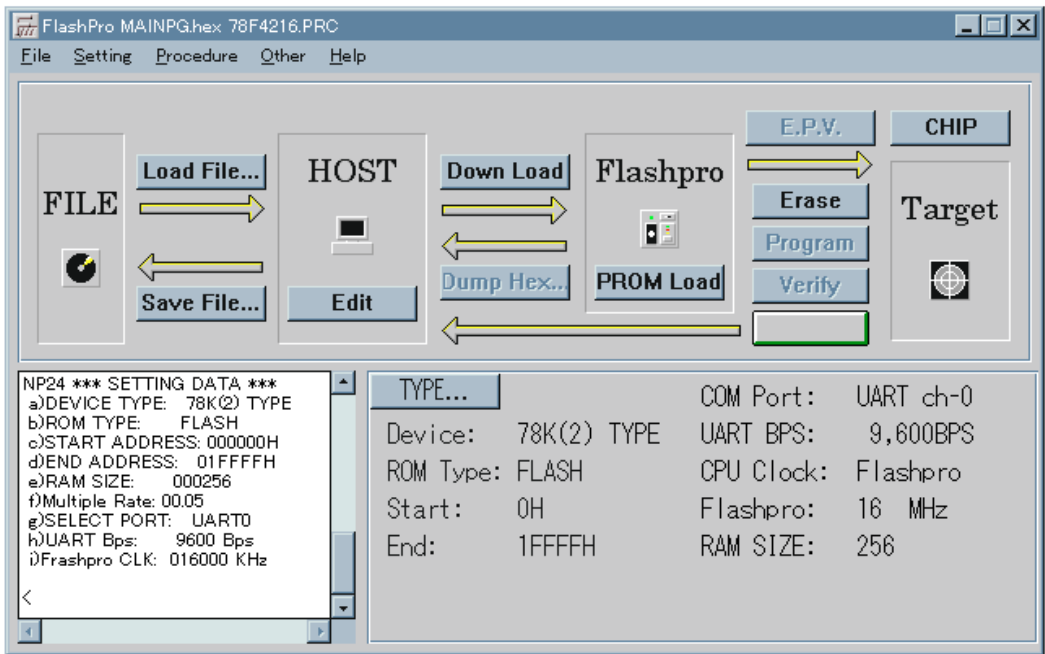 FlashPro MAINPG.hex 78F4216.PRC
File Setting Procedure Other Help
FILE
Load File...
Save File...
HOST
Edit
Down Load
Dump Hex...
Flashpro
PROM Load
E.P.V.
Erase
Program
Verify
CHIP
Target
NP24 *** SETTING DATA ***
a)DEVICE TYPE: 78K(2) TYPE
b)ROM TYPE: FLASH
c)START ADDRESS: 000000H
d)END ADDRESS: 01FFFFH
e)RAM SIZE: 000256
f)Multiple Rate: 00.05
g)SELECT PORT: UART0
h)UART Bps: 9600 Bps
i)Frashpro CLK: 016000 KHz
<
TYPE...
Device: 78K(2) TYPE
ROM Type: FLASH
Start: 0H
End: 1FFFFH
COM Port: UART ch-0
UART BPS: 9,600BPS
CPU Clock: Flashpro
Flashpro: 16 MHz
RAM SIZE: 256